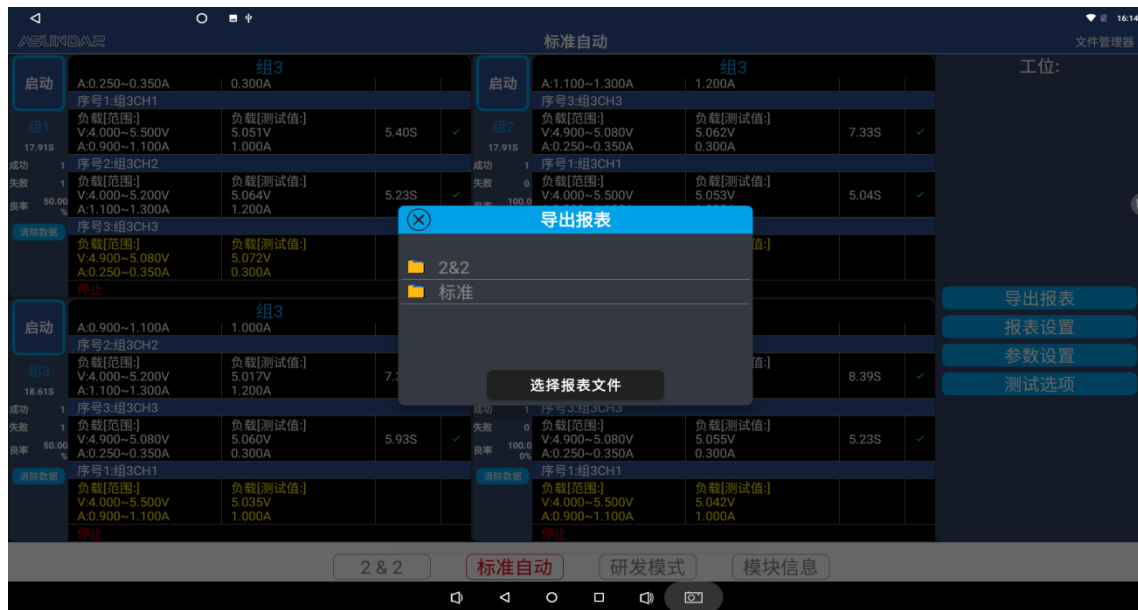 16:14
ASUNDAR
标准自动
文件管理器
启动
组3
A:0.250~0.350A
0.300A
序号1:组3CH1
负载[范围:]
负载[测试值:]
V:4.000~5.500V
5.051V
5.40S
A:0.900~1.100A
1.000A
组1
17.91S
成功 1
失败 1
良率 50.00%
清除数据
序号2:组3CH2
负载[范围:]
负载[测试值:]
V:4.000~5.200V
5.064V
5.23S
A:1.100~1.300A
1.200A
序号3:组3CH3
负载[范围:]
负载[测试值:]
V:4.900~5.080V
5.072V
A:0.250~0.350A
0.300A
停止
启动
组3
A:1.100~1.300A
1.200A
序号3:组3CH3
负载[范围:]
负载[测试值:]
V:4.900~5.080V
5.062V
7.33S
A:0.250~0.350A
0.300A
组2
17.91S
成功 1
失败 0
良率 100.0
序号1:组3CH1
负载[范围:]
负载[测试值:]
V:4.000~5.500V
5.053V
5.04S
值:]
工位:
导出报表
2&2
标准
选择报表文件
导出报表
报表设置
参数设置
测试选项
启动
组3
A:0.900~1.100A
1.000A
序号2:组3CH2
负载[范围:]
负载[测试值:]
V:4.000~5.200V
5.017V
A:1.100~1.300A
1.200A
组3
18.61S
成功 1
失败 1
良率 50.00%
清除数据
序号3:组3CH3
负载[范围:]
负载[测试值:]
V:4.900~5.080V
5.060V
5.93S
A:0.250~0.350A
0.300A
序号1:组3CH1
负载[范围:]
负载[测试值:]
V:4.000~5.500V
5.035V
A:0.900~1.100A
1.000A
停止
值:]
8.39S
成功 1
失败 0
良率 100.00%
清除数据
序号3:组3CH3
负载[范围:]
负载[测试值:]
V:4.900~5.080V
5.055V
5.23S
A:0.250~0.350A
0.300A
序号1:组3CH1
负载[范围:]
负载[测试值:]
V:4.000~5.500V
5.042V
A:0.900~1.100A
1.000A
停止
2 & 2
标准自动
研发模式
模块信息